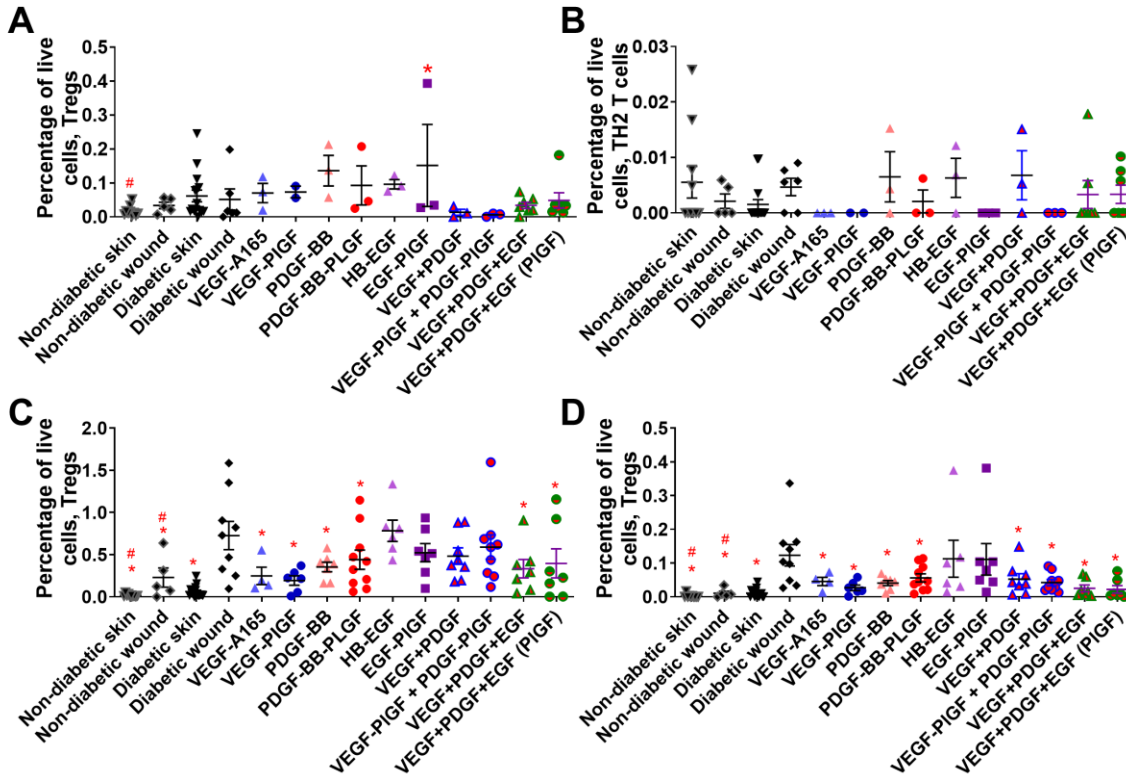 A
Percentage of live
cells, Tregs
0.5
0.4
0.3
0.2
0.1
0.0
#
*
Non-diabetic skin
Non-diabetic wound
Diabetic skin
Diabetic wound
VEGF-A165
VEGF-PlGF
PDGF-BB
PDGF-BB-PLGF
HB-EGF
EGF-PlGF
VEGF+PDGF
VEGF-PlGF + PDGF-PlGF
VEGF+PDGF+EGF
VEGF+PDGF+EGF (PlGF)
B
Percentage of live
cells, TH2 T cells
0.03
0.02
0.01
0.00
Non-diabetic skin
Non-diabetic wound
Diabetic skin
Diabetic wound
VEGF-A165
VEGF-PlGF
PDGF-BB
PDGF-BB-PLGF
HB-EGF
EGF-PlGF
VEGF+PDGF
VEGF-PlGF + PDGF-PlGF
VEGF+PDGF+EGF
VEGF+PDGF+EGF (PlGF)
C
Percentage of live
cells, Tregs
2.0
1.5
1.0
0.5
0.0
#
*
#
*
*
*
*
*
*
*
*
Non-diabetic skin
Non-diabetic wound
Diabetic skin
Diabetic wound
VEGF-A165
VEGF-PlGF
PDGF-BB
PDGF-BB-PLGF
HB-EGF
EGF-PlGF
VEGF+PDGF
VEGF-PlGF + PDGF-PlGF
VEGF+PDGF+EGF
VEGF+PDGF+EGF (PlGF)
D
Percentage of live
cells, Tregs
0.5
0.4
0.3
0.2
0.1
0.0
#
*
#
*
*
*
*
*
*
*
*
*
*
Non-diabetic skin
Non-diabetic wound
Diabetic skin
Diabetic wound
VEGF-A165
VEGF-PlGF
PDGF-BB
PDGF-BB-PLGF
HB-EGF
EGF-PlGF
VEGF+PDGF
VEGF-PlGF + PDGF-PlGF
VEGF+PDGF+EGF
VEGF+PDGF+EGF (PlGF)